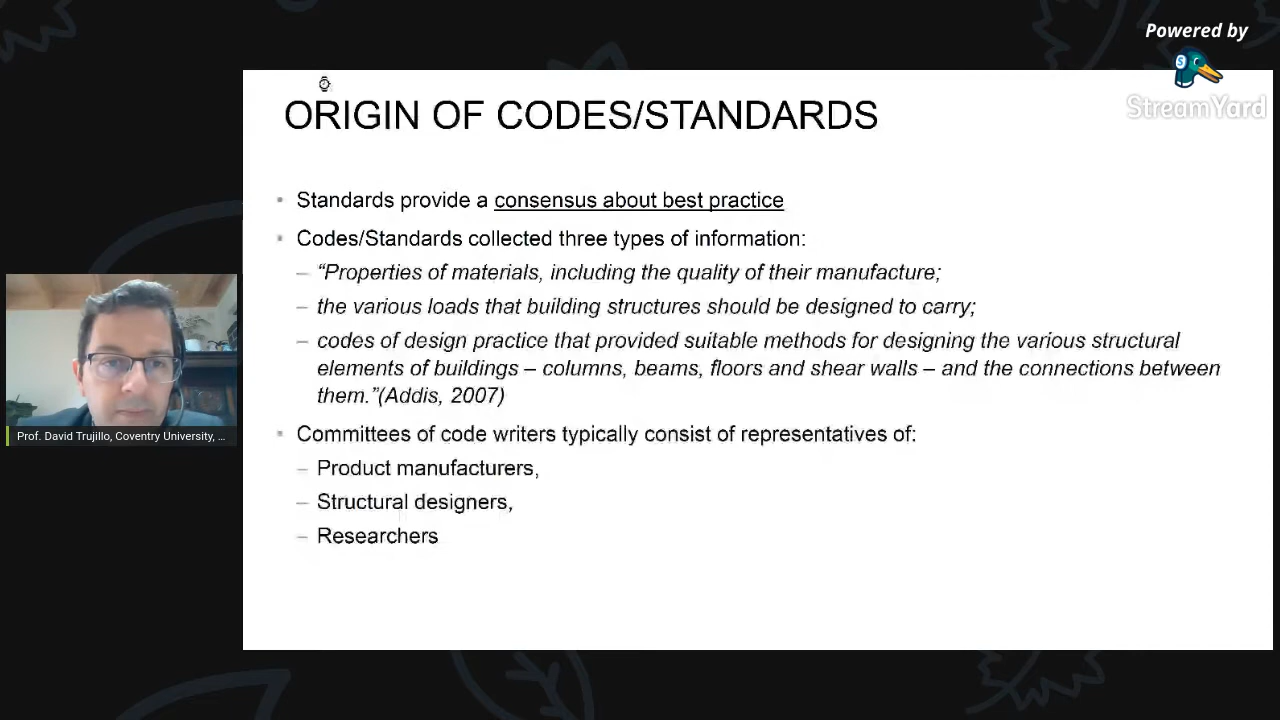 Powered by
StreamYard
ORIGIN OF CODES/STANDARDS
Standards provide a consensus about best practice
Codes/Standards collected three types of information:
– “Properties of materials, including the quality of their manufacture;
– the various loads that building structures should be designed to carry;
– codes of design practice that provided suitable methods for designing the various structural
elements of buildings – columns, beams, floors and shear walls – and the connections between
them.”(Addis, 2007)
Committees of code writers typically consist of representatives of:
– Product manufacturers,
– Structural designers,
– Researchers
Prof. David Trujillo, Coventry University, ...